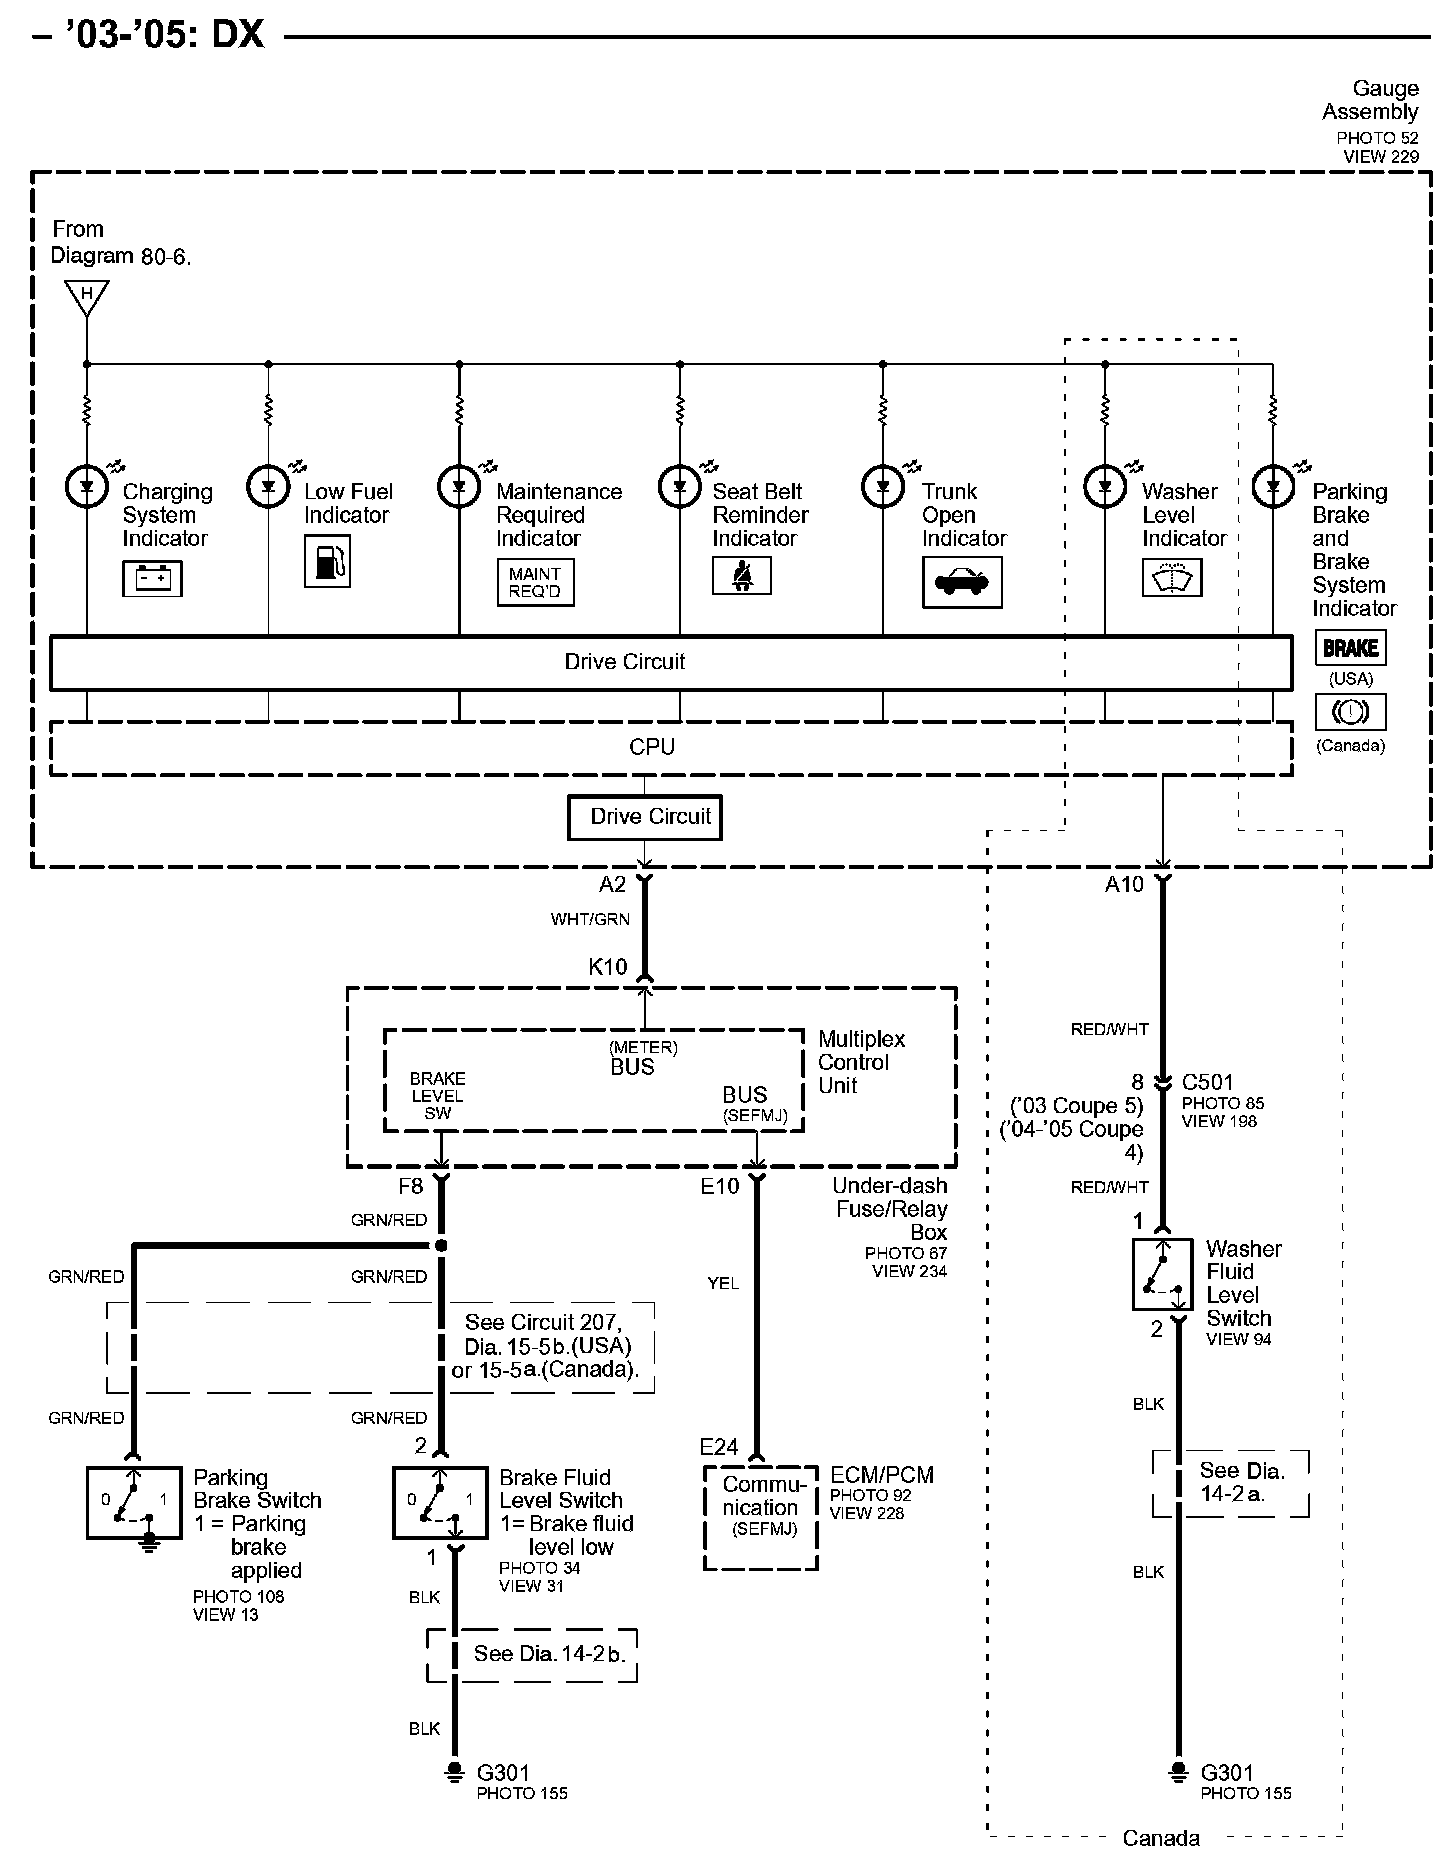 – ’03-’05: DX
Gauge
Assembly
PHOTO 52
VIEW 229
From
Diagram 80-6.
H
Charging
System
Indicator
Low Fuel
Indicator
Maintenance
Required
Indicator
MAINT
REQ'D
Seat Belt
Reminder
Indicator
Trunk
Open
Indicator
Washer
Level
Indicator
Parking
Brake
and
Brake
System
Indicator
BRAKE
(USA)
(Canada)
Drive Circuit
CPU
Drive Circuit
A2
WHT/GRN
K10
A10
RED/WHT
8
(’03 Coupe 5)
(’04-’05 Coupe
4)
C501
PHOTO 85
VIEW 198
RED/WHT
1
Washer
Fluid
Level
Switch
VIEW 94
2
BLK
See Dia.
14-2a.
BLK
G301
PHOTO 155
Canada
(METER)
BUS
BRAKE
LEVEL
SW
BUS
(SEFMJ)
Multiplex
Control
Unit
F8
E10
Under-dash
Fuse/Relay
Box
PHOTO 67
VIEW 234
GRN/RED
GRN/RED
GRN/RED
YEL
See Circuit 207,
Dia. 15-5b.(USA)
or 15-5a.(Canada).
GRN/RED
GRN/RED
2
E24
0 1
Parking
Brake Switch
1 = Parking
brake
applied
PHOTO 108
VIEW 13
0 1
Brake Fluid
Level Switch
1= Brake fluid
level low
PHOTO 34
VIEW 31
Commu-
nication
(SEFMJ)
ECM/PCM
PHOTO 92
VIEW 228
1
BLK
See Dia. 14-2b.
BLK
G301
PHOTO 155